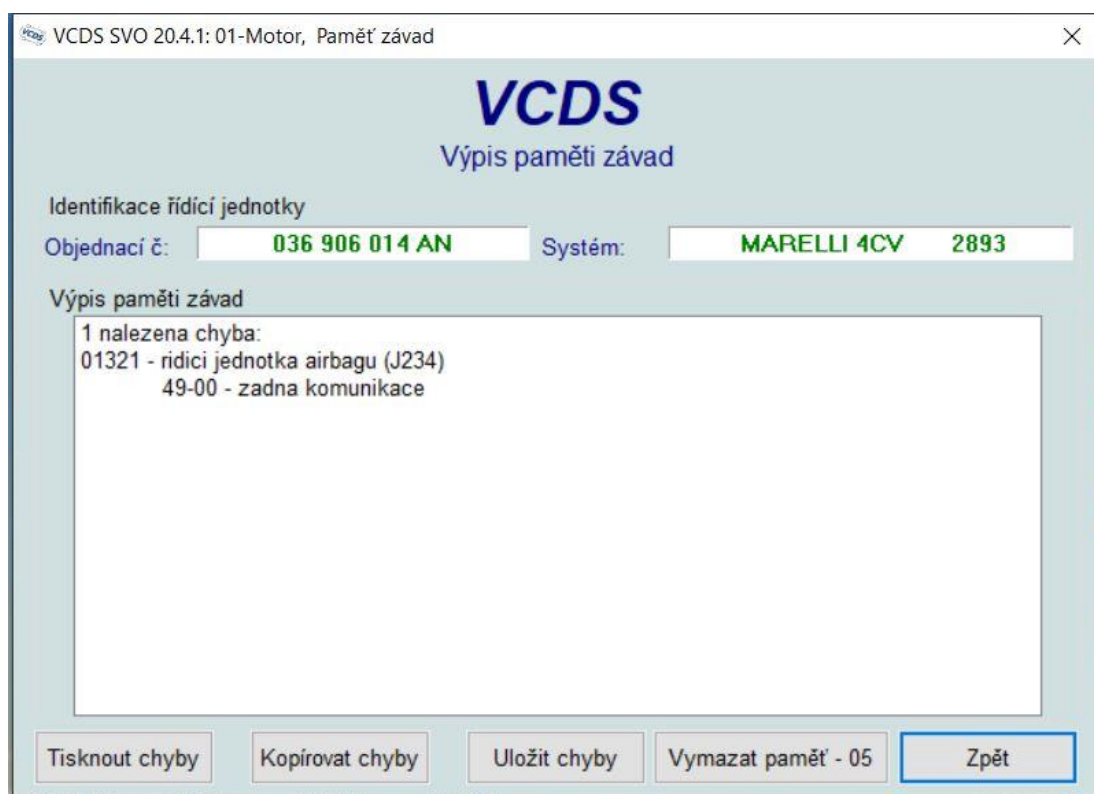 VCDS SVO 20.4.1: 01-Motor, Paměť závad
VCDS
Výpis paměti závad
Identifikace řídící jednotky
Objednací č: 036 906 014 AN Systém: MARELLI 4CV 2893
Výpis paměti závad
1 nalezena chyba:
01321 - ridici jednotka airbagu (J234)
49-00 - zadna komunikace
Tisknout chyby Kopírovat chyby Uložit chyby Vymazat paměť - 05 Zpět